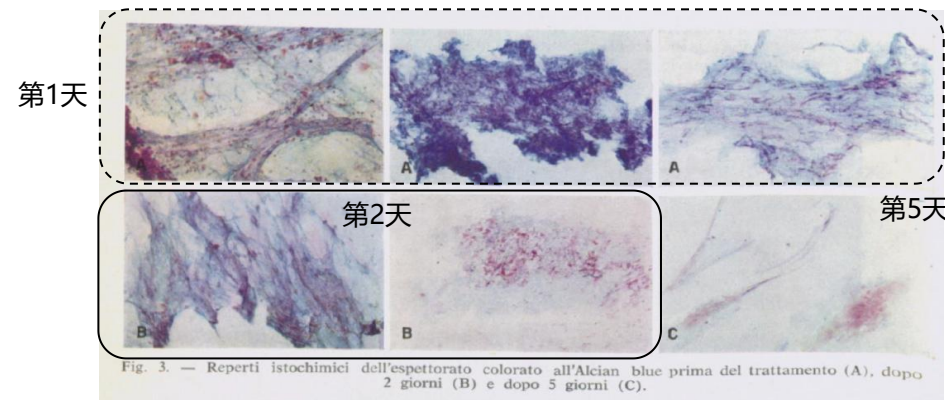 第1天
A
A
第2天
第5天
B
B
C
Fig. 3. — Reperti istochimici dell'espettorato colorato all'Alcian blue prima del trattamento (A), dopo
2 giorni (B) e dopo 5 giorni (C).